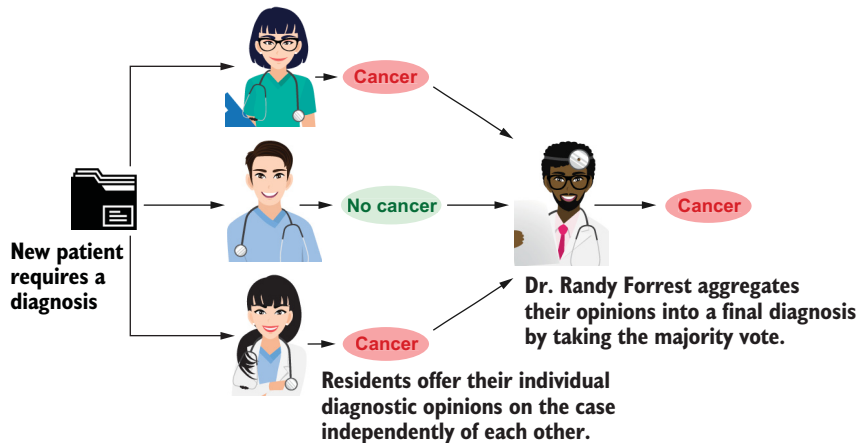 Cancer
No cancer
Cancer
Cancer
New patient
requires a
diagnosis
Dr. Randy Forrest aggregates
their opinions into a final diagnosis
by taking the majority vote.
Residents offer their individual
diagnostic opinions on the case
independently of each other.